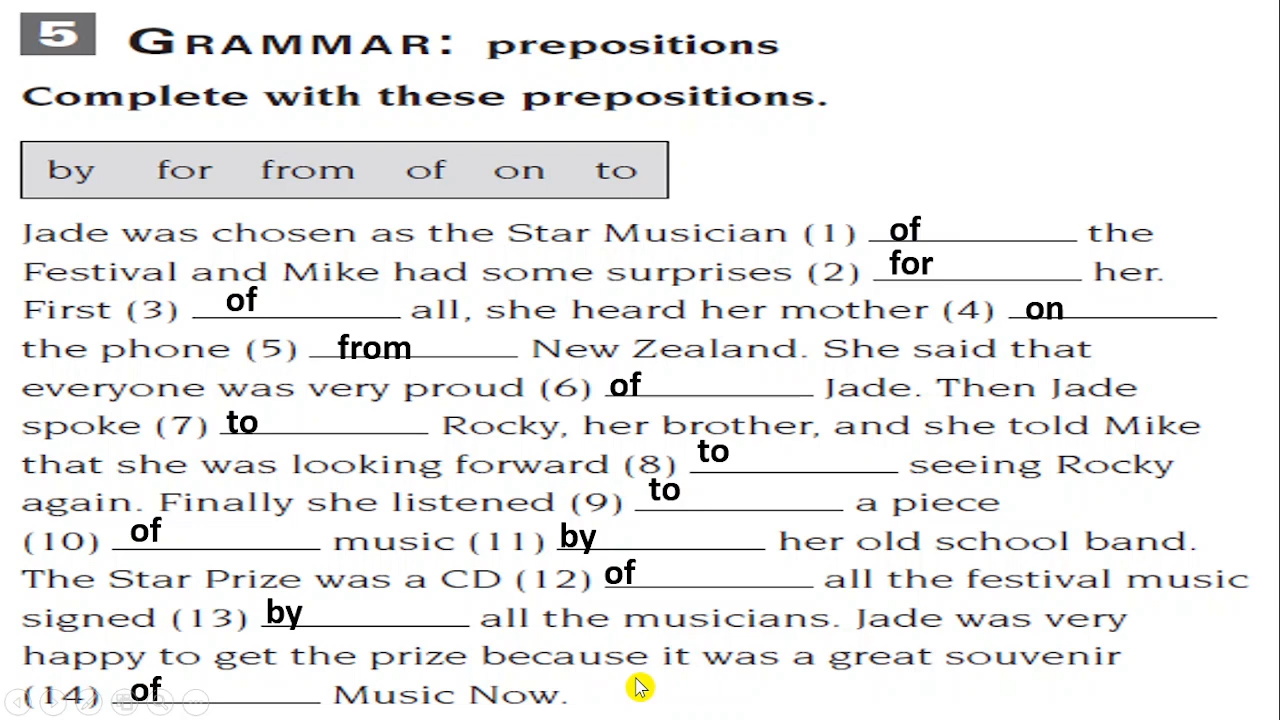 5 GRAMMAR: prepositions
Complete with these prepositions.
by for from of on to
Jade was chosen as the Star Musician (1) of the
Festival and Mike had some surprises (2) for her.
First (3) of all, she heard her mother (4) on
the phone (5) from New Zealand. She said that
everyone was very proud (6) of Jade. Then Jade
spoke (7) to Rocky, her brother, and she told Mike
that she was looking forward (8) to seeing Rocky
again. Finally she listened (9) to a piece
(10) of music (11) by her old school band.
The Star Prize was a CD (12) of all the festival music
signed (13) by all the musicians. Jade was very
happy to get the prize because it was a great souvenir
(14) of Music Now.